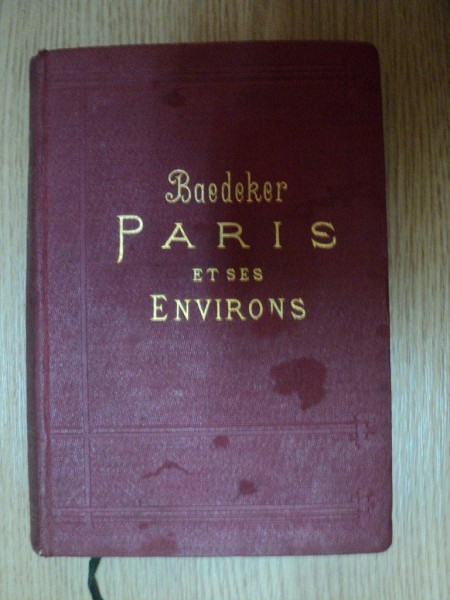 Baedeker
PARIS
ET SES
ENVIRONS